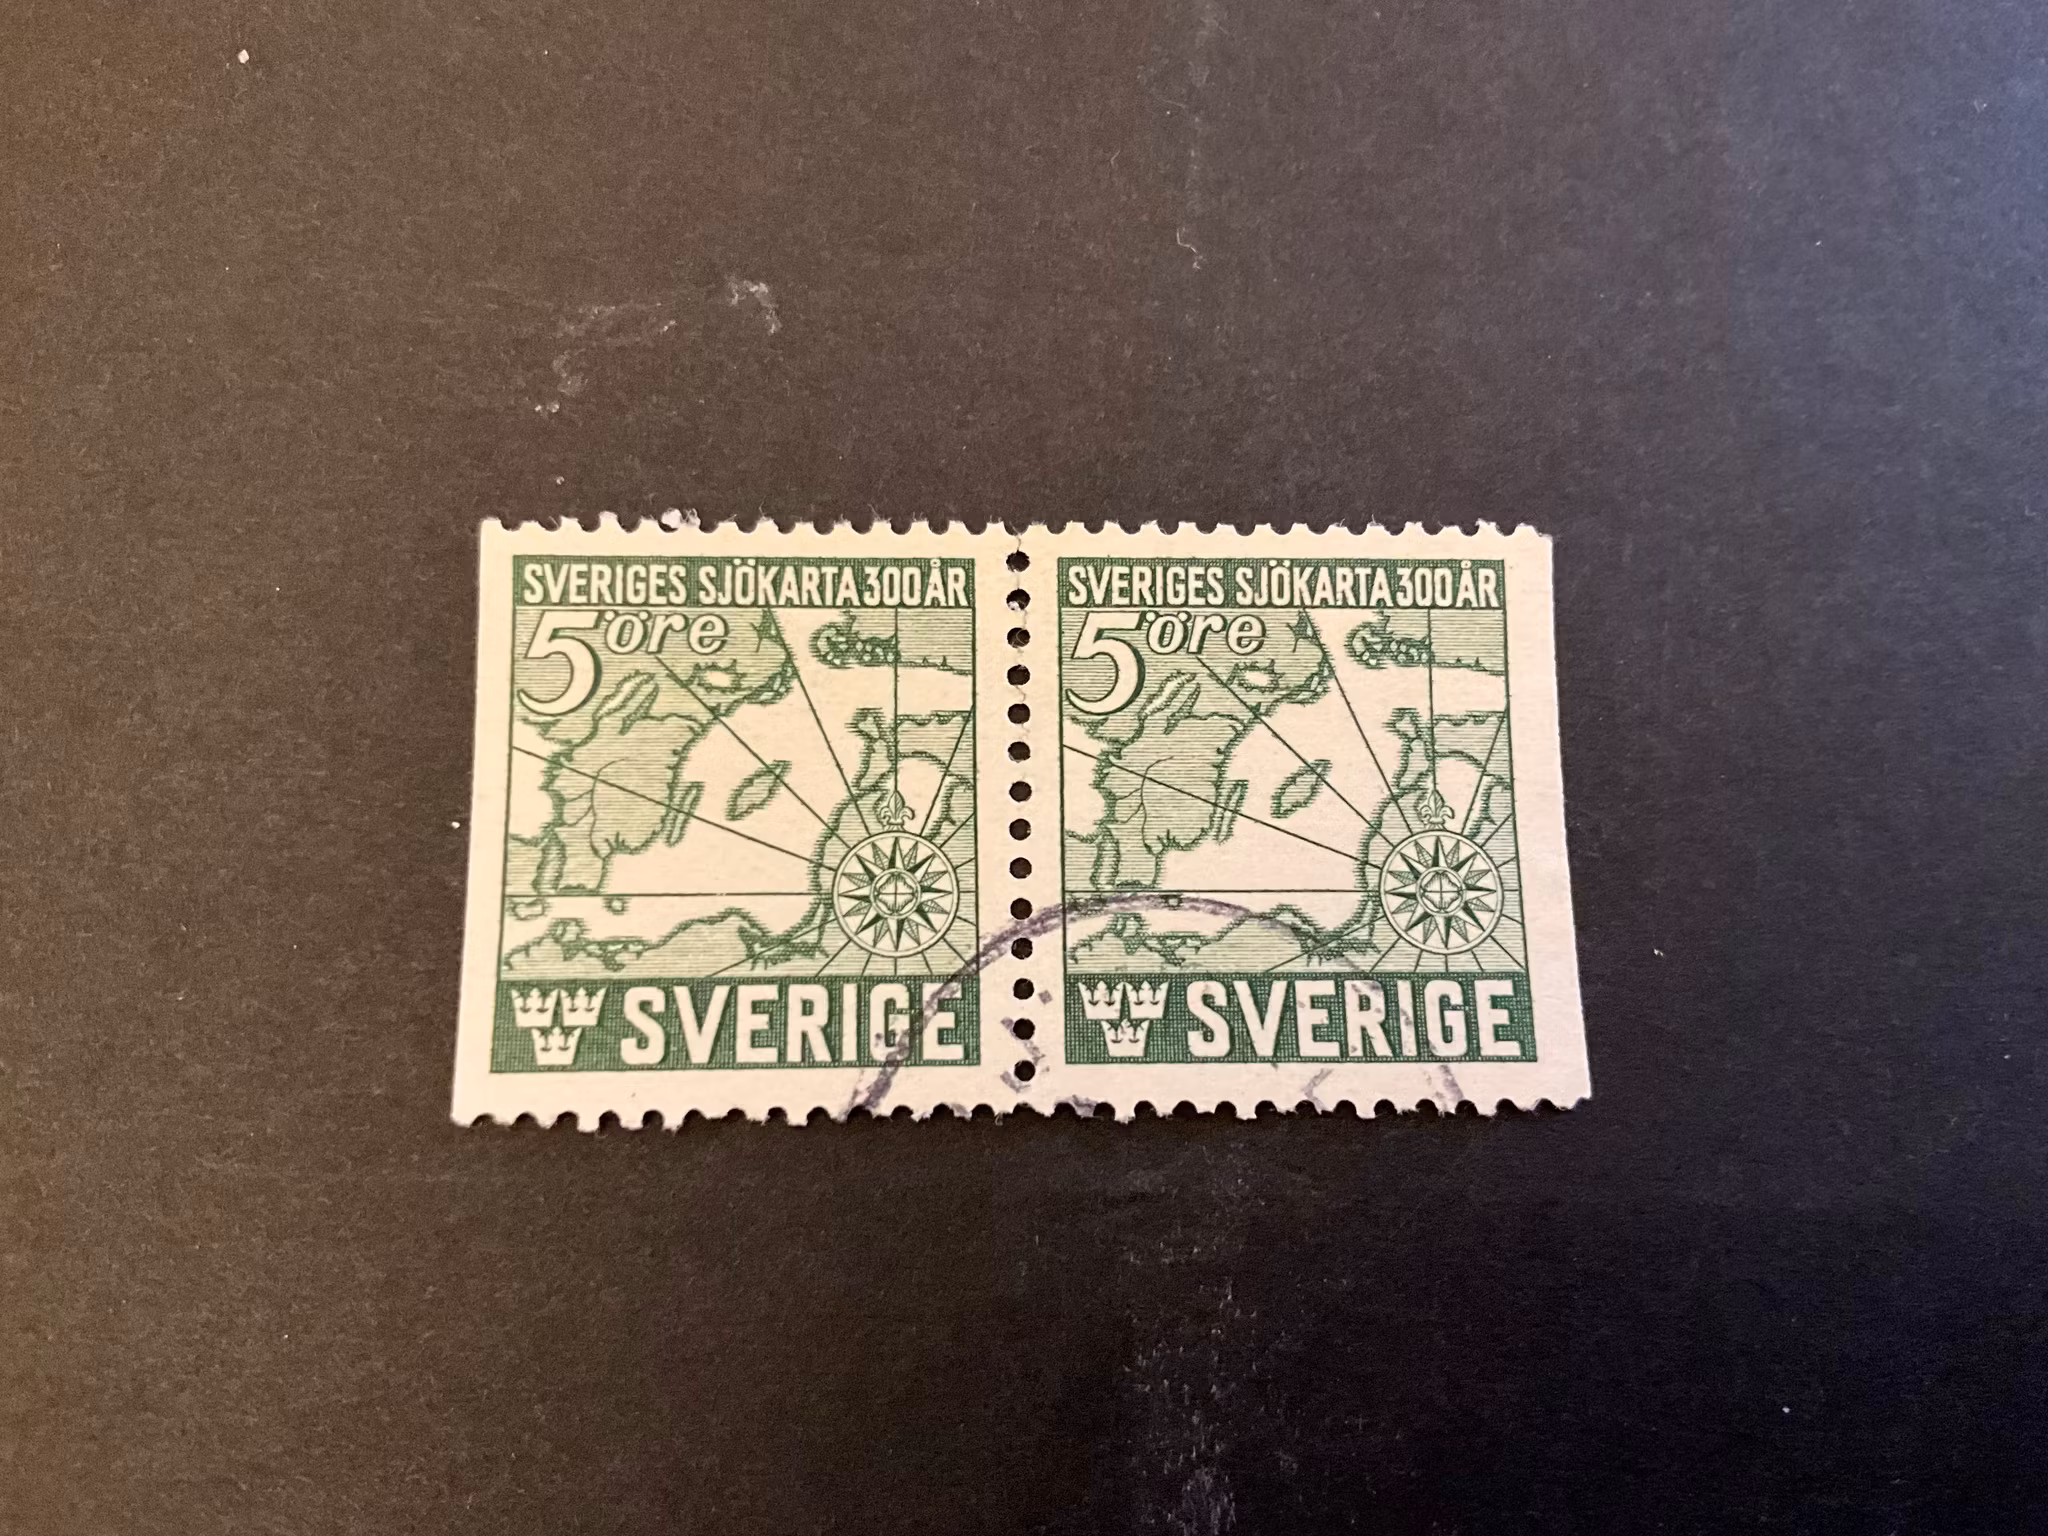 SVERIGES SJÖKARTA 300 ÅR
5 öre
SVERIGE
SVERIGES SJÖKARTA 300 ÅR
5 öre
SVERIGE